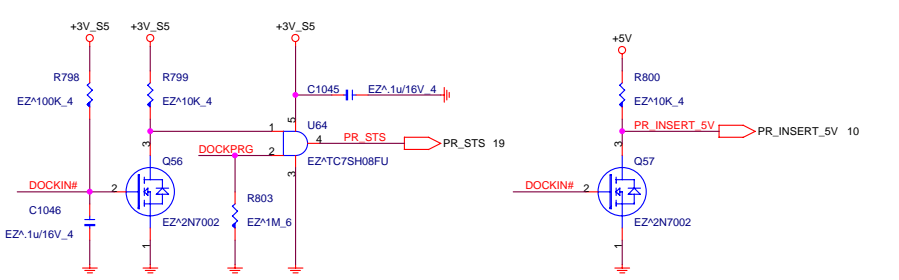 +3V_S5 +3V_S5 +3V_S5
+5V
R798 R799 R800
EZ^100K_4 EZ^10K_4 EZ^10K_4
C1045 EZ^.1u/16V_4
5
U64
1
4
2
3
PR_STS PR_STS 19
DOCKPRG
EZ^TC7SH08FU
PR_INSERT_5V PR_INSERT_5V 10
3 Q56
3 Q57
DOCKIN# 2
DOCKIN# 2
R803
EZ^1M_6
C1046
EZ^.1u/16V_4
EZ^2N7002
EZ^2N7002
1
1